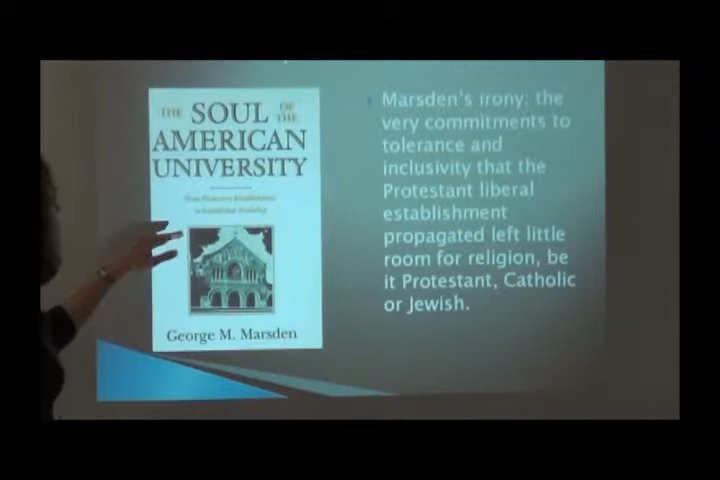 THE SOUL OF THE
AMERICAN
UNIVERSITY
George M. Marsden
Marsden's irony: the
very commitments to
tolerance and
inclusivity that the
Protestant liberal
establishment
propagated left little
room for religion, be
it Protestant, Catholic
or Jewish.